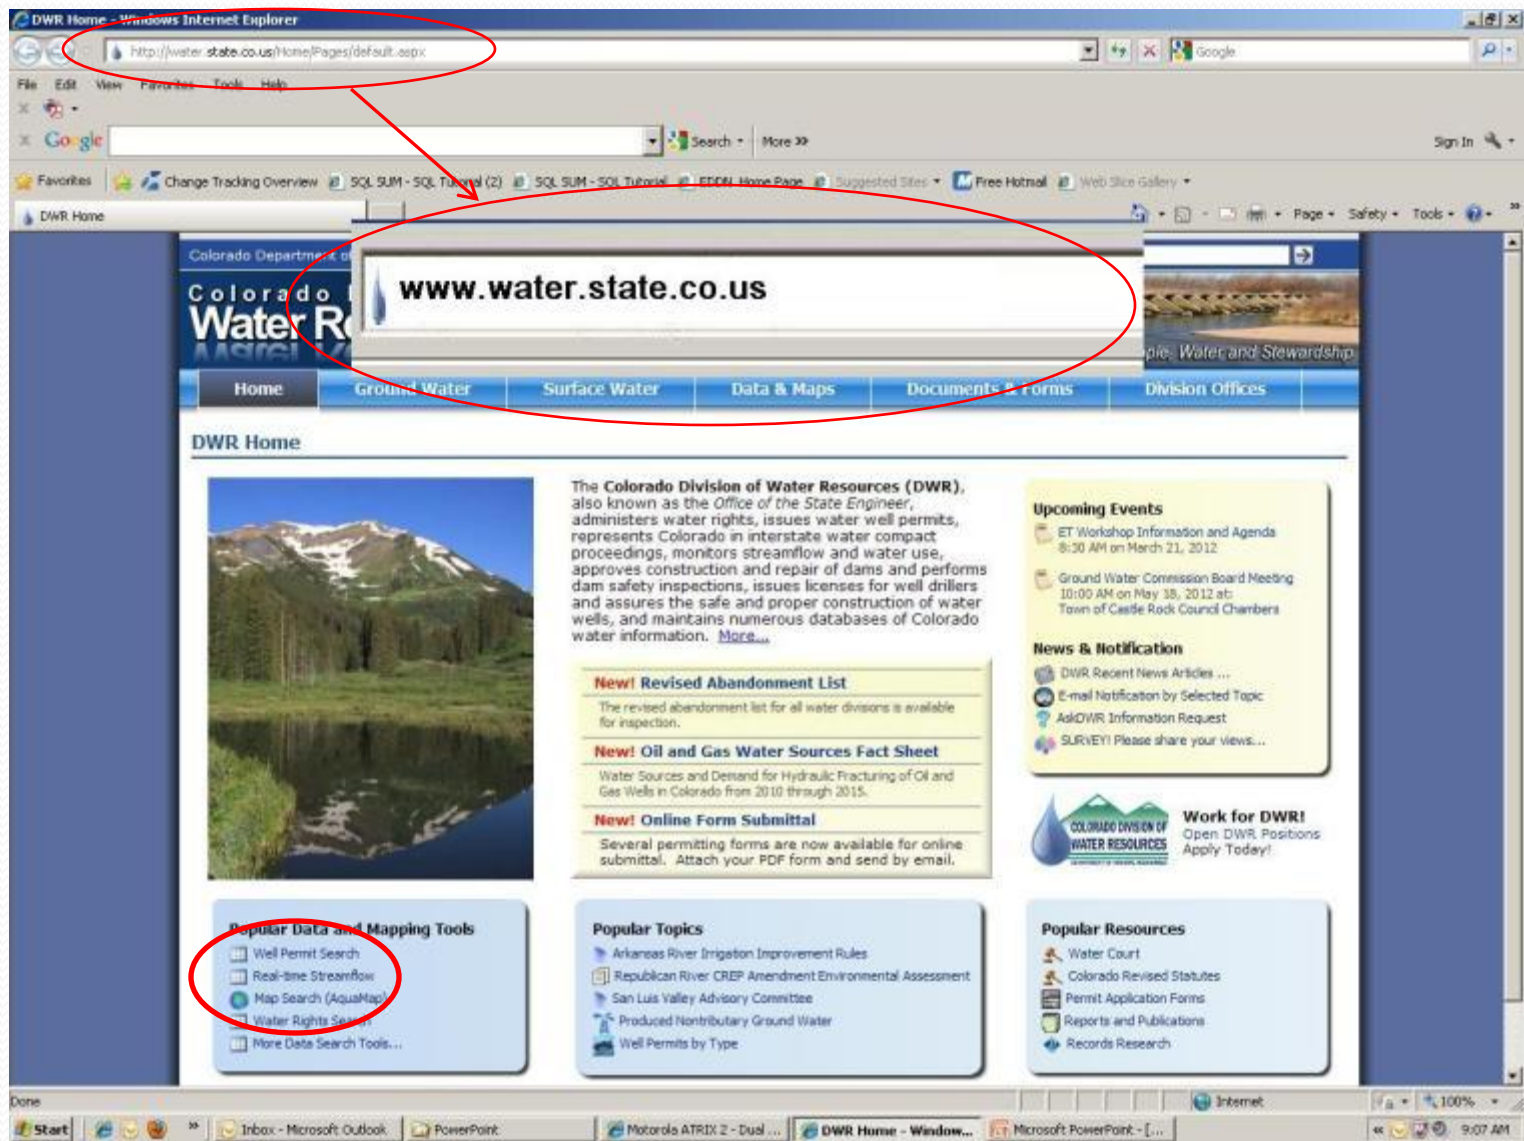 DWR Home - Windows Internet Explorer
http://water.state.co.us/Home/Pages/default.aspx
Google
File Edit View Favorites Tools Help
Google
Search
More
Sign In
Favorites
Change Tracking Overview
SQL SUM - SQL Tutorial (2)
SQL SUM - SQL Tutorial
Home Page
Suggested Sites
Free Hotmail
Web Slice Gallery
DWR Home
Page Safety Tools
Colorado Department of
Colorado
Water
www.water.state.co.us
Water and Stewardship
Home Ground Water Surface Water Data & Maps Documents & Forms Division Offices
DWR Home
The Colorado Division of Water Resources (DWR),
also known as the Office of the State Engineer,
administers water rights, issues water well permits,
represents Colorado in interstate water compact
proceedings, monitors streamflow and water use,
approves construction and repair of dams and performs
dam safety inspections, issues licenses for well drillers
and assures the safe and proper construction of water
wells, and maintains numerous databases of Colorado
water information. More...
New! Revised Abandonment List
The revised abandonment list for all water divisons is available
for inspection.
New! Oil and Gas Water Sources Fact Sheet
Water Sources and Demand for Hydraulic Fracturing of Oil and
Gas Wells in Colorado from 2010 through 2015.
New! Online Form Submittal
Several permitting forms are now available for online
submittal. Attach your PDF form and send by email.
Upcoming Events
ET Workshop Information and Agenda
8:30 AM on March 21, 2012
Ground Water Commission Board Meeting
10:00 AM on May 18, 2012 at:
Town of Castle Rock Council Chambers
News & Notification
DWR Recent News Articles ...
E-mail Notification by Selected Topic
AskDWR Information Request
SURVEY! Please share your views...
COLORADO DIVISION OF
WATER RESOURCES
Work for DWR!
Open DWR Positions
Apply Today!
Popular Data and Mapping Tools
Well Permit Search
Real-time Streamflow
Map Search (AquaMap)
Water Rights Search
More Data Search Tools...
Popular Topics
Arkansas River Irrigation Improvement Rules
Republican River CREP Amendment Environmental Assessment
San Luis Valley Advisory Committee
Produced Nontributary Ground Water
Well Permits by Type
Popular Resources
Water Court
Colorado Revised Statutes
Permit Application Forms
Reports and Publications
Records Research
Done
Internet
100%
Start
Inbox - Microsoft Outlook
PowerPoint
Motorola ATRIX 2 - Dual ...
DWR Home - Window...
Microsoft PowerPoint - [...
9:07 AM